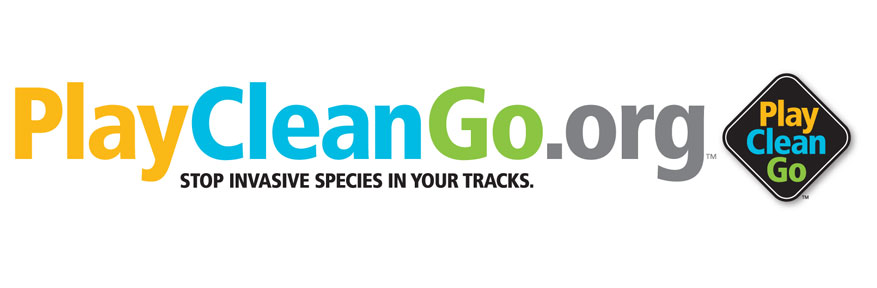 PlayCleanGo.org™
STOP INVASIVE SPECIES IN YOUR TRACKS.
Play
Clean
Go
™